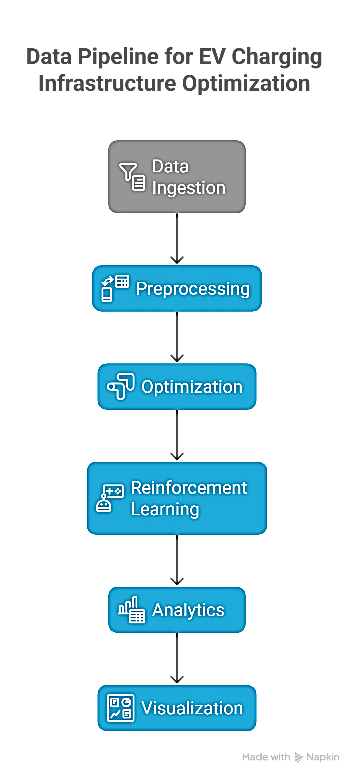 Data Pipeline for EV Charging
Infrastructure Optimization
Data
Ingestion
Preprocessing
Optimization
Reinforcement
Learning
Analytics
Visualization
Made with Napkin